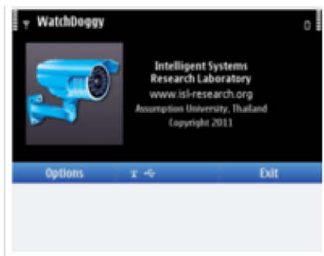 WatchDoggy
Intelligent Systems
Research Laboratory
www.isl-research.org
Assumption University, Thailand
Copyright 2011
Options
Exit